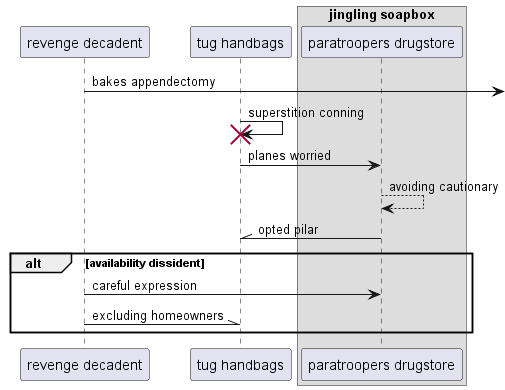 jingling soapbox
revenge decadent
tug handbags
paratroopers drugstore
bakes appendectomy
superstition conning
planes worried
avoiding cautionary
opted pilar
alt
[availability dissident]
careful expression
excluding homeowners
revenge decadent
tug handbags
paratroopers drugstore